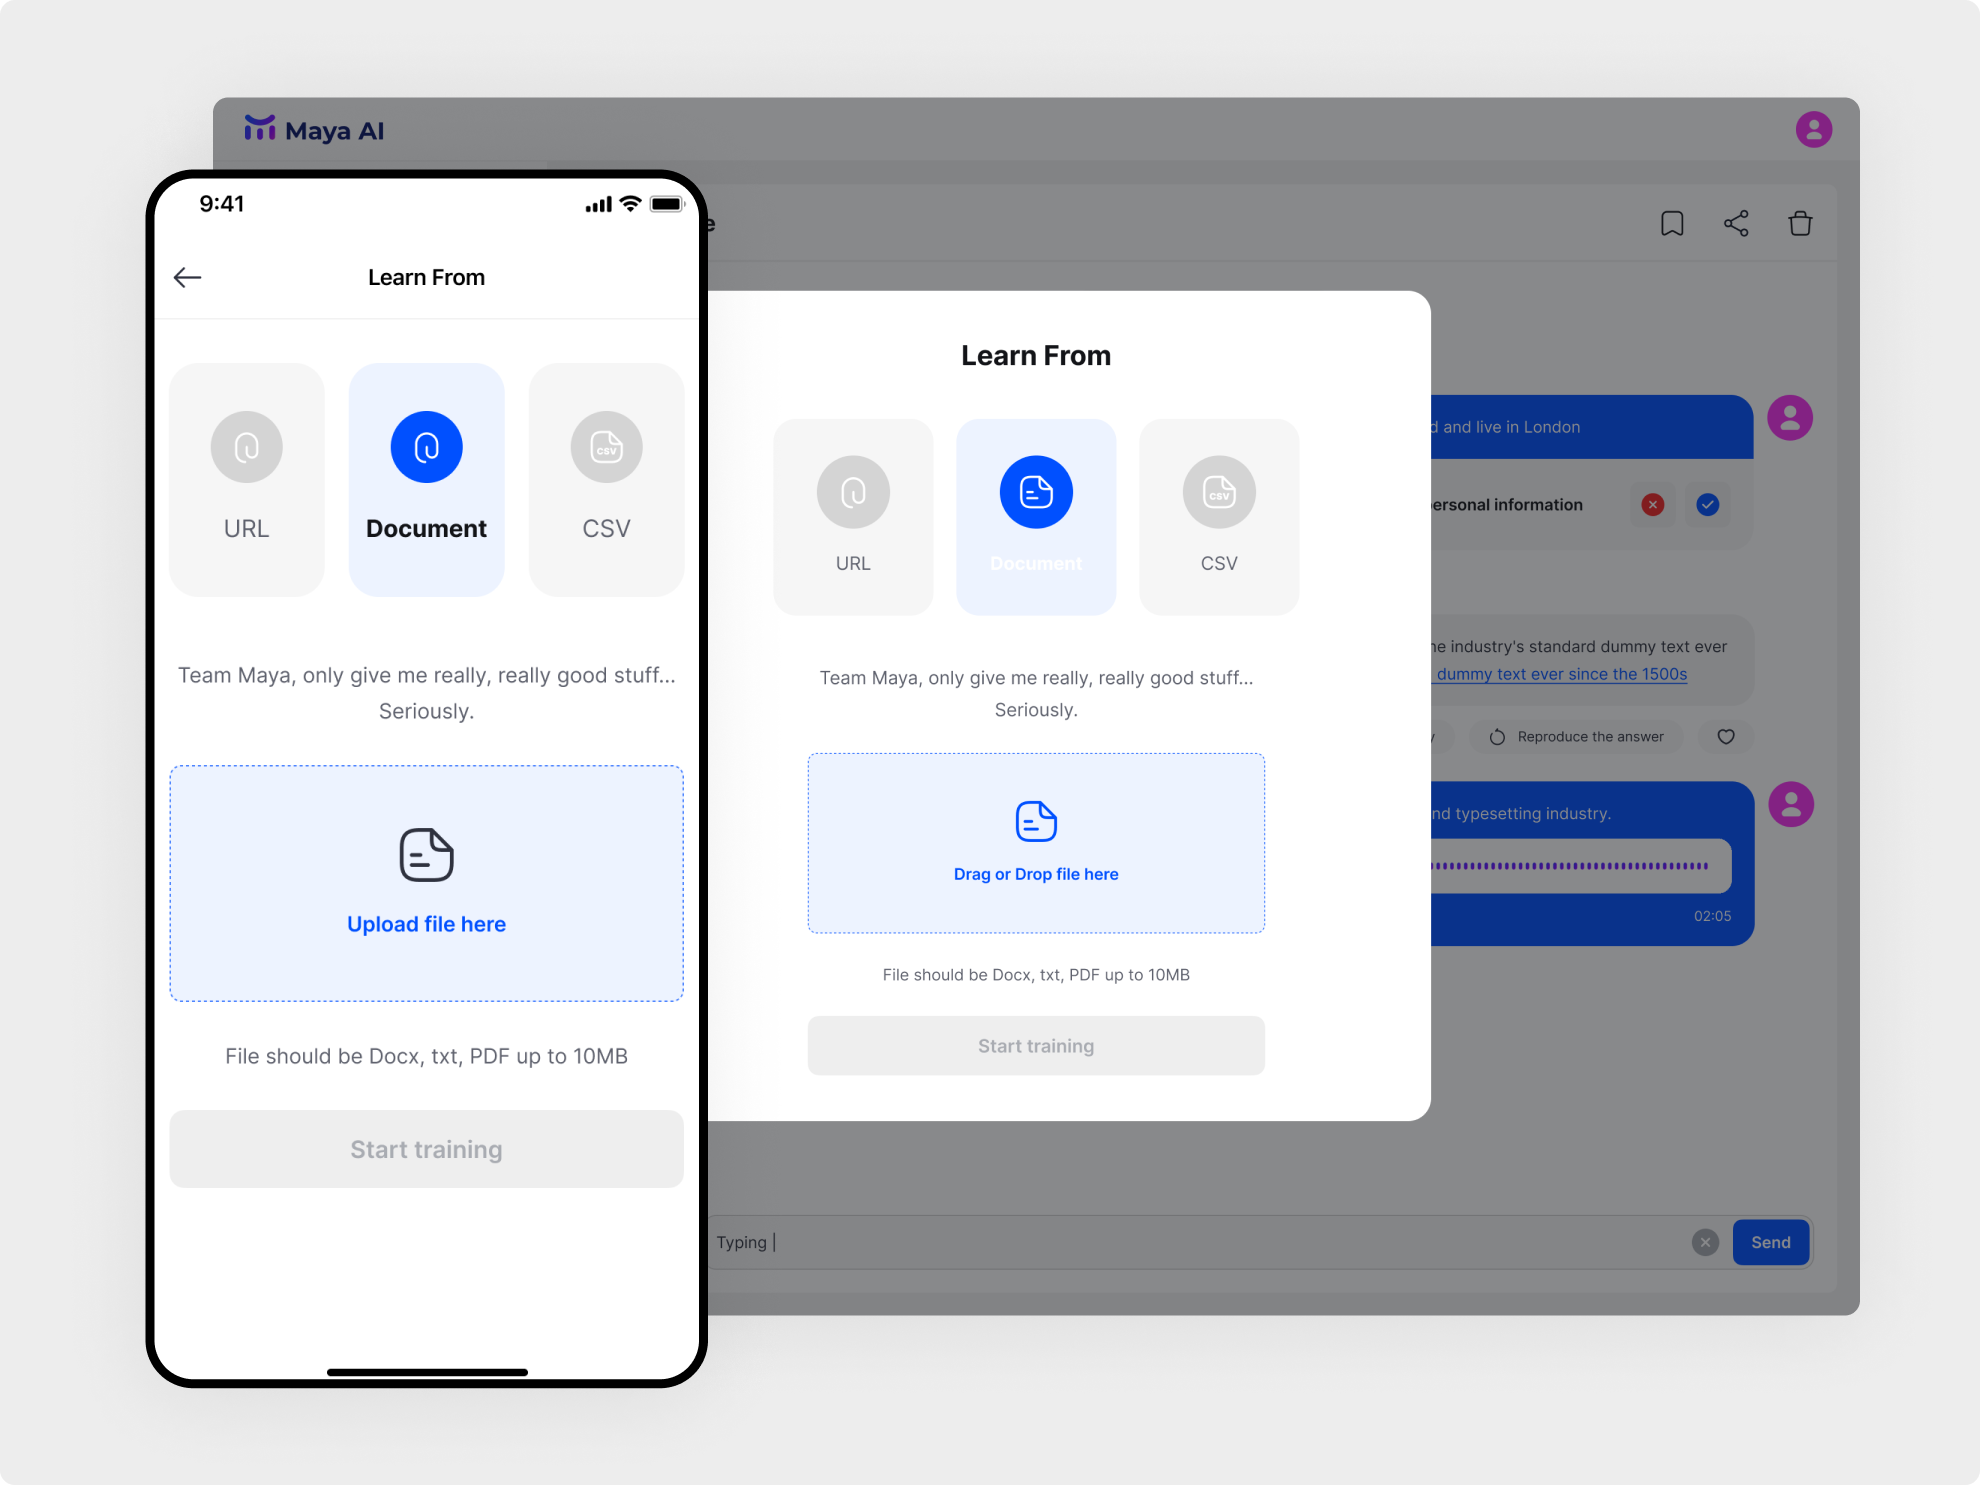 Maya AI
9:41
Learn From
URL
Document
CSV
CSV
Team Maya, only give me really, really good stuff...
Seriously.
Upload file here
File should be Docx, txt, PDF up to 10MB
Start training
Learn From
URL
Document
CSV
CSV
Team Maya, only give me really, really good stuff...
Seriously.
Drag or Drop file here
File should be Docx, txt, PDF up to 10MB
Start training
and live in London
personal information
industry's standard dummy text ever
dummy text ever since the 1500s
Reproduce the answer
typesetting industry.
02:05
Typing |
Send